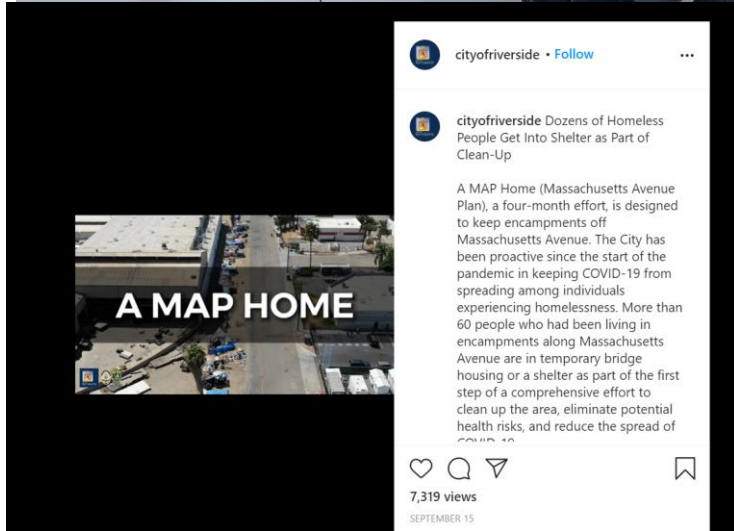 A MAP HOME
cityofriverside • Follow
cityofriverside Dozens of Homeless
People Get Into Shelter as Part of
Clean-Up
A MAP Home (Massachusetts Avenue
Plan), a four-month effort, is designed
to keep encampments off
Massachusetts Avenue. The City has
been proactive since the start of the
pandemic in keeping COVID-19 from
spreading among individuals
experiencing homelessness. More than
60 people who had been living in
encampments along Massachusetts
Avenue are in temporary bridge
housing or a shelter as part of the first
step of a comprehensive effort to
clean up the area, eliminate potential
health risks, and reduce the spread of
COVID-19
7,319 views
SEPTEMBER 15